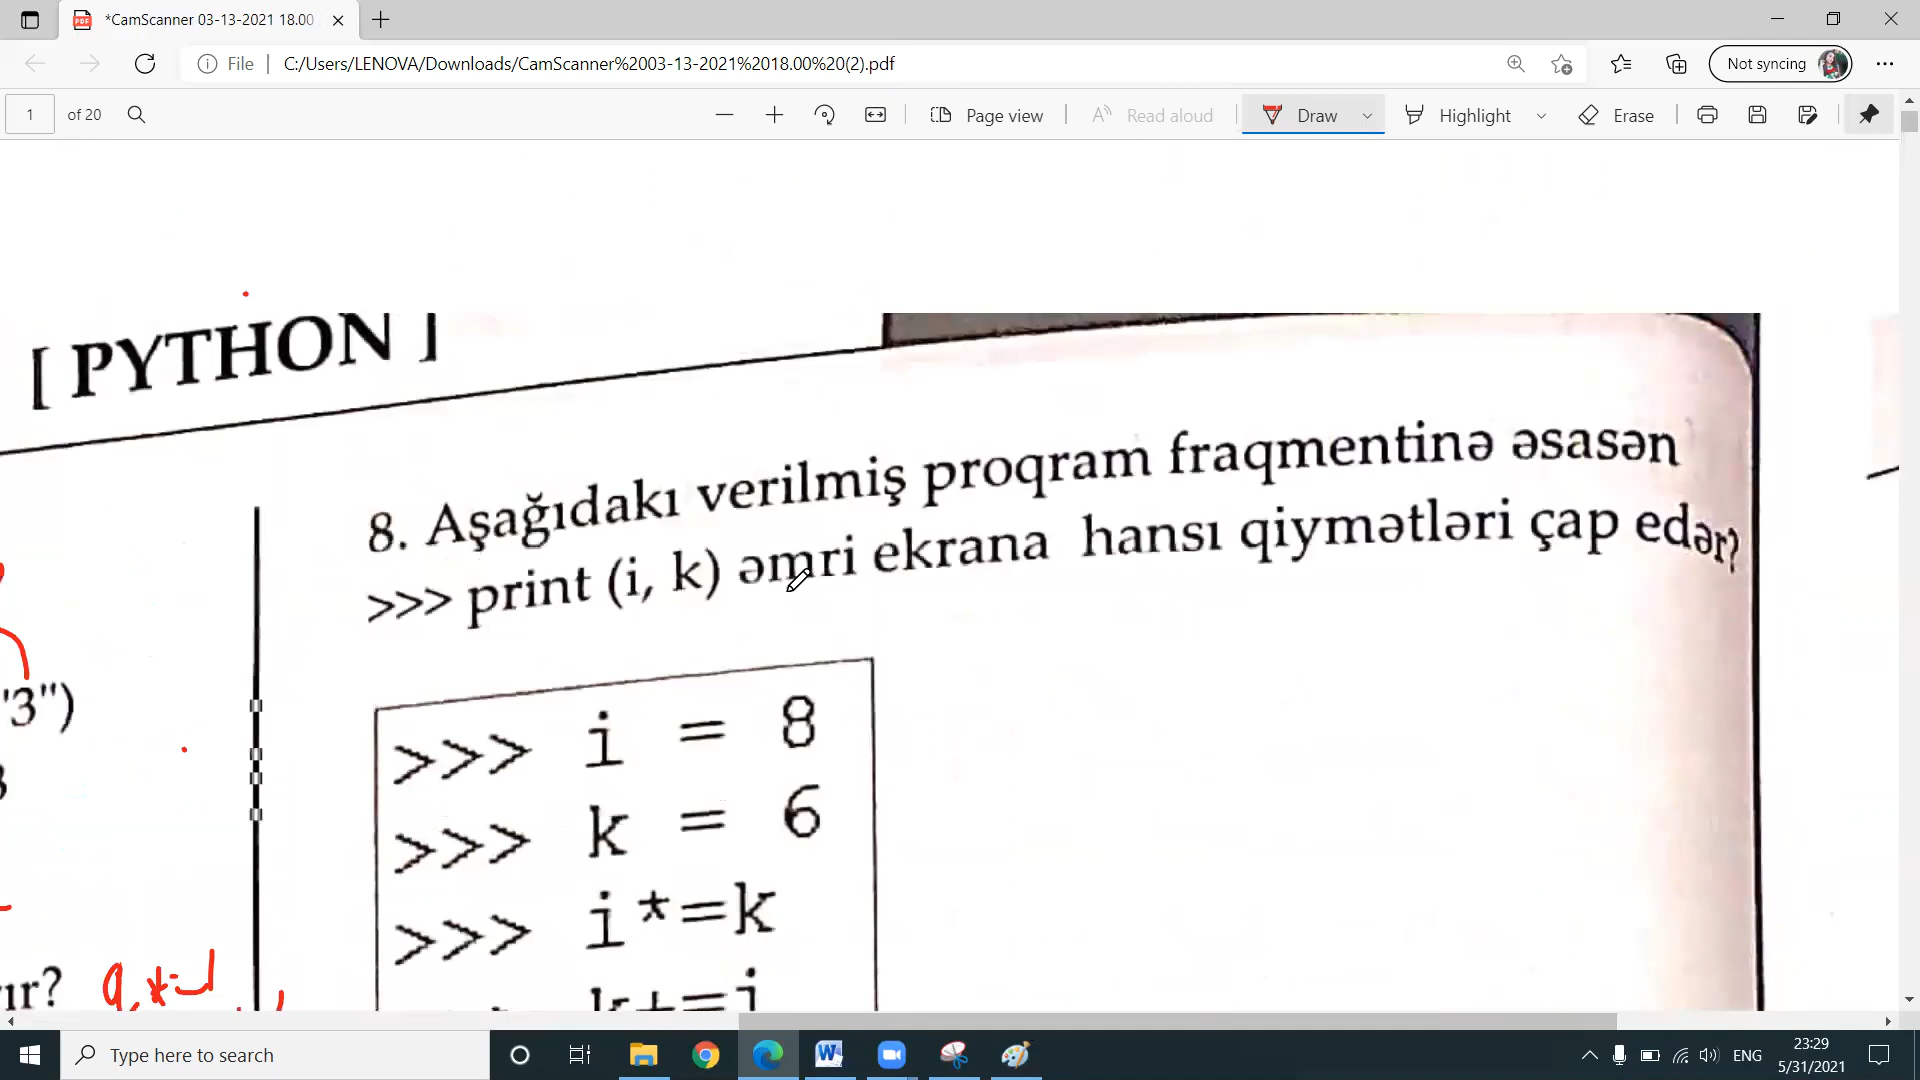 *CamScanner 03-13-2021 18.00
File
C:/Users/LENOVA/Downloads/CamScanner%2003-13-2021%2018.00%20(2).pdf
Not syncing
1 of 20
Page view
Read aloud
Draw
Highlight
Erase
[ PYTHON ]
8. Aşağıdakı verilmiş proqram fraqmentinə əsasən
>>> print (i, k) əmri ekrana hansı qiymətləri çap edər?
"3")
>>> i = 8
>>> k = 6
>>> i*=k
k+=i
ır?
Type here to search
ENG
23:29
5/31/2021